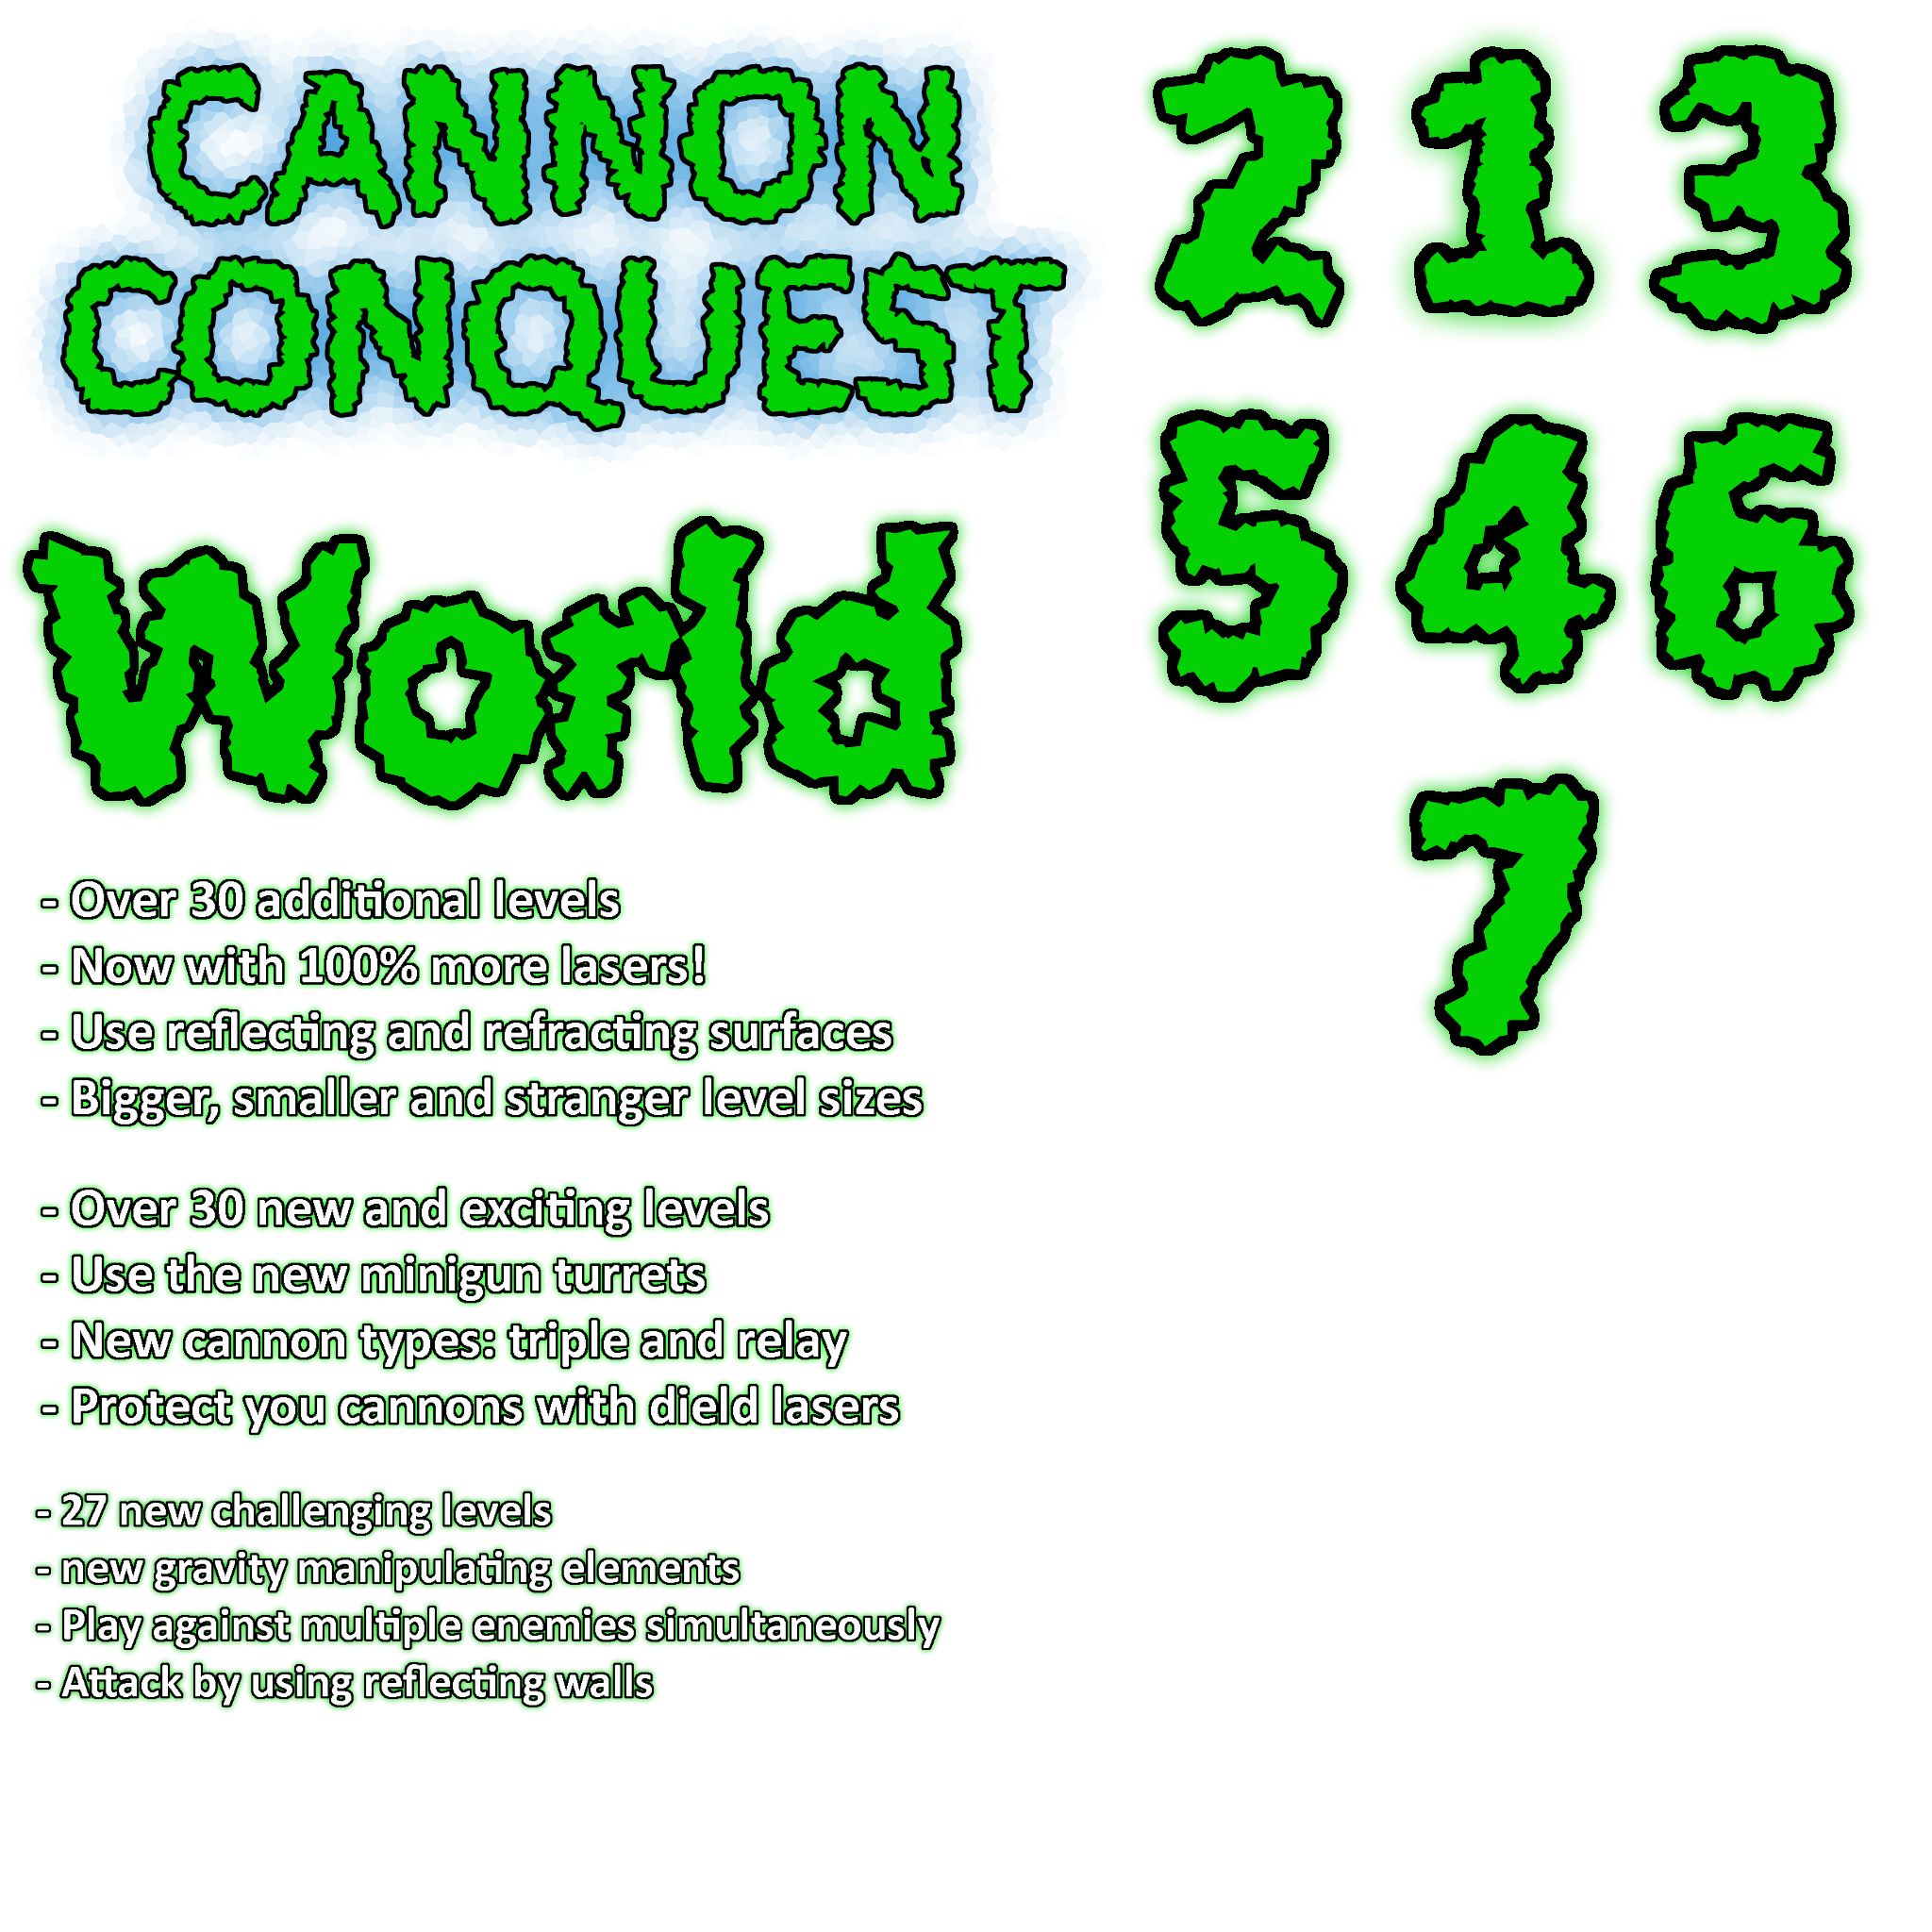 CANNON
CONQUEST
World
2 1 3
5 4 6
7
- Over 30 additional levels
- Now with 100% more lasers!
- Use reflecting and refracting surfaces
- Bigger, smaller and stranger level sizes
- Over 30 new and exciting levels
- Use the new minigun turrets
- New cannon types: triple and relay
- Protect you cannons with dield lasers
- 27 new challenging levels
- new gravity manipulating elements
- Play against multiple enemies simultaneously
- Attack by using reflecting walls